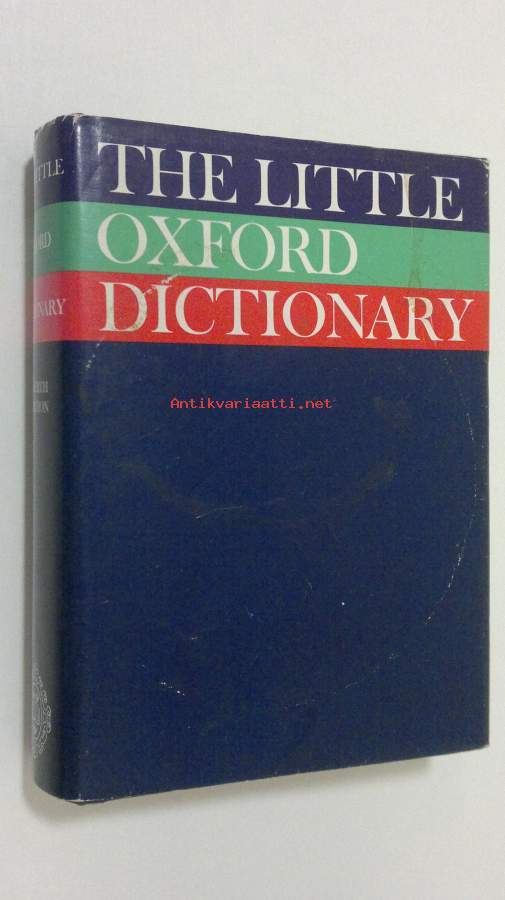 THE LITTLE
OXFORD
DICTIONARY
Antikvariaatti.net